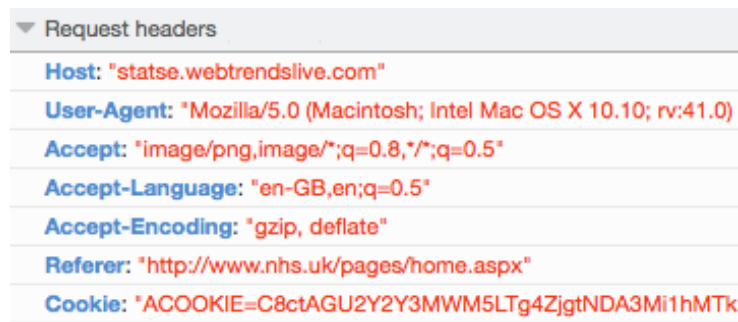 Request headers
Host: "statse.webtrendslive.com"
User-Agent: "Mozilla/5.0 (Macintosh; Intel Mac OS X 10.10; rv:41.0)
Accept: "image/png,image/*;q=0.8,*/*;q=0.5"
Accept-Language: "en-GB,en;q=0.5"
Accept-Encoding: "gzip, deflate"
Referer: "http://www.nhs.uk/pages/home.aspx"
Cookie: "ACOOKIE=C8ctAGU2Y2Y3MWM5LTg4ZjgtNDA3Mi1hMTk